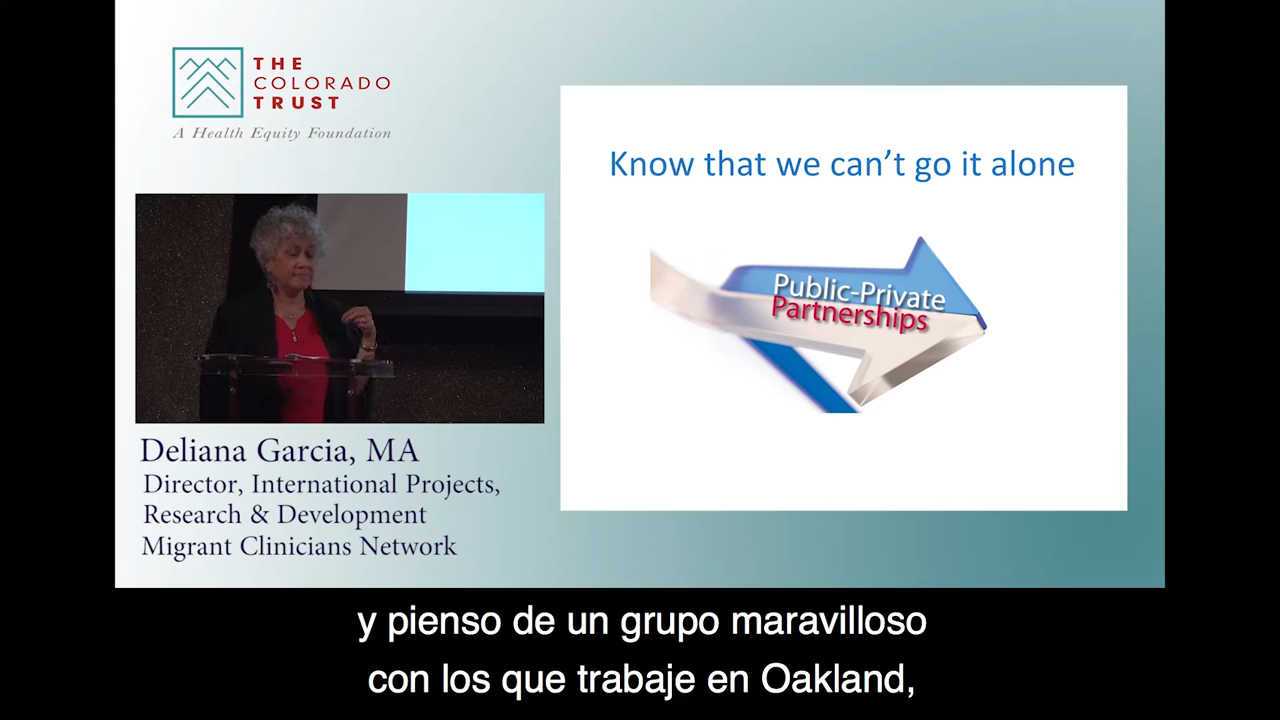 THE
COLORADO
TRUST
A Health Equity Foundation
Know that we can't go it alone
Public-Private
Partnerships
Deliana Garcia, MA
Director, International Projects,
Research & Development
Migrant Clinicians Network
y pienso de un grupo maravilloso
con los que trabaje en Oakland,